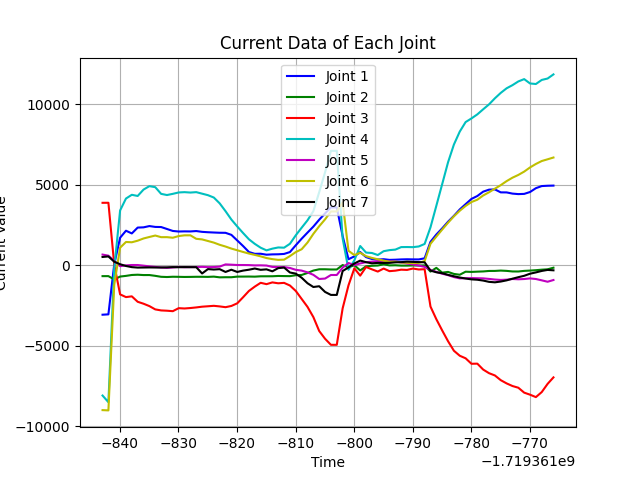 Current Data of Each Joint
Joint 1
Joint 2
Joint 3
Joint 4
Joint 5
Joint 6
Joint 7
10000
5000
0
−5000
−10000
Current Value
−840
−830
−820
−810
−800
−790
−780
−770
Time
−1.719361e9